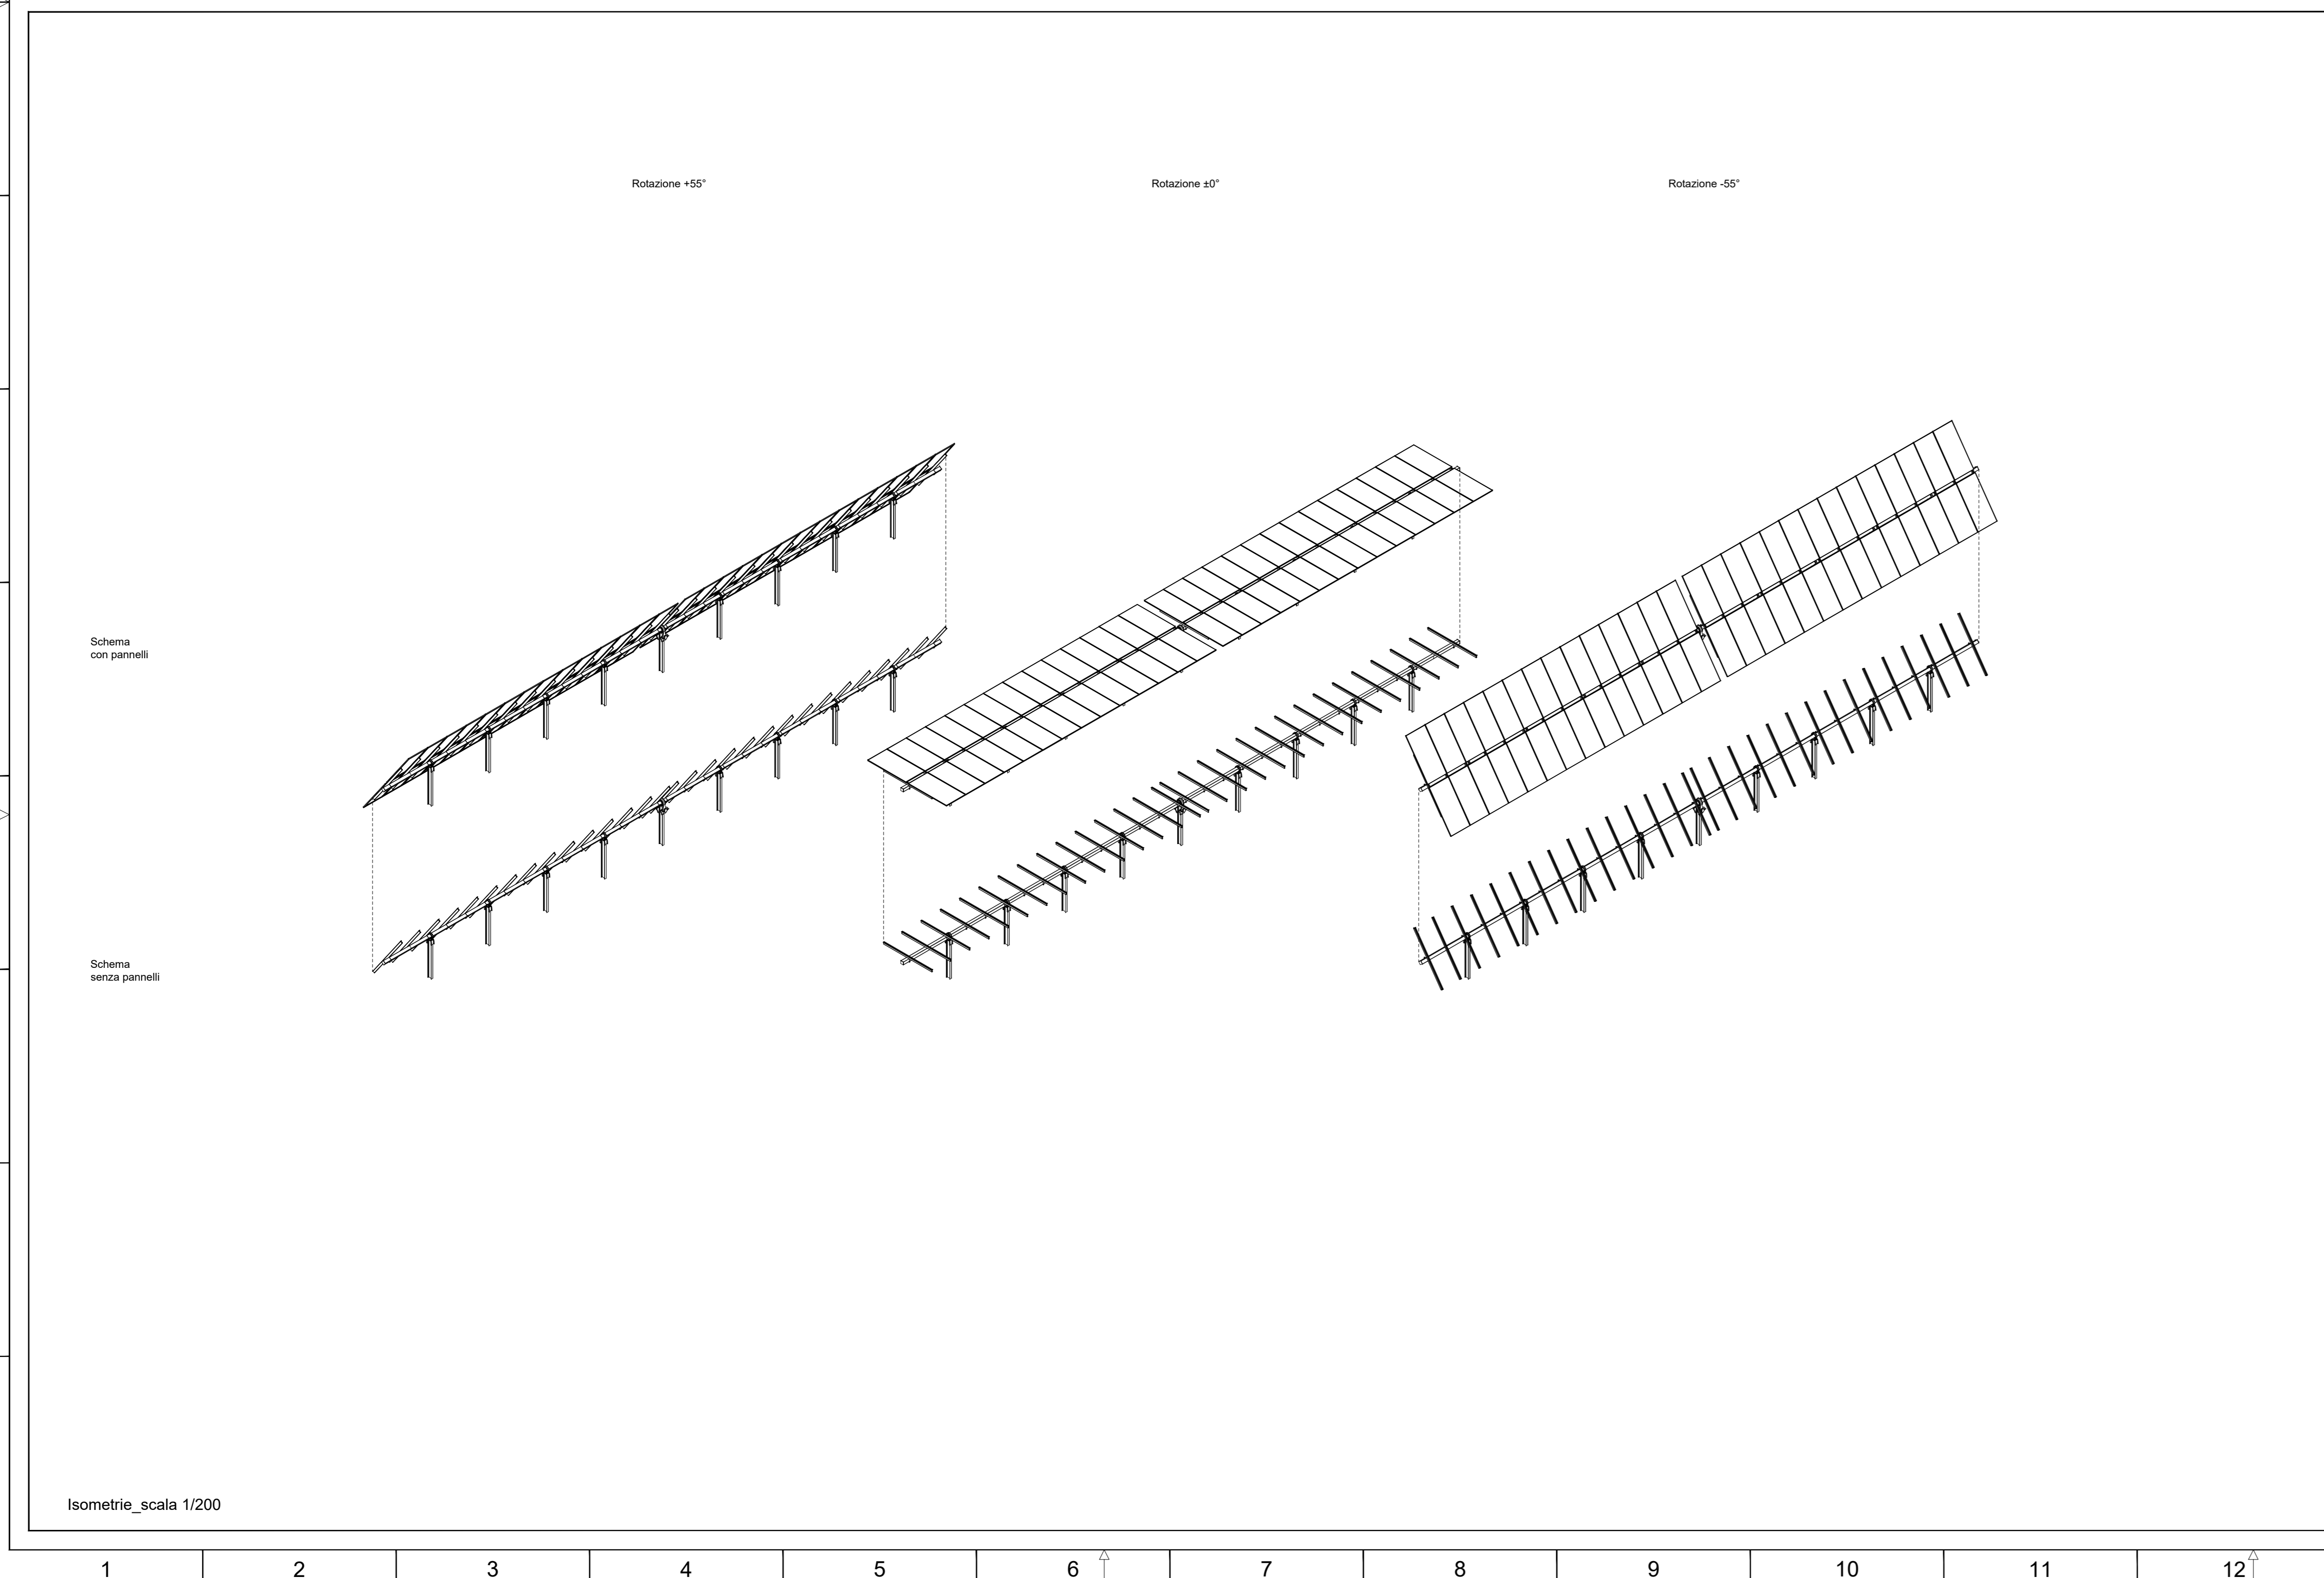 Rotazione +55°
Rotazione ±0°
Rotazione -55°
Schema
con pannelli
Schema
senza pannelli
Isometrie_scala 1/200
1
2
3
4
5
6
7
8
9
10
11
12